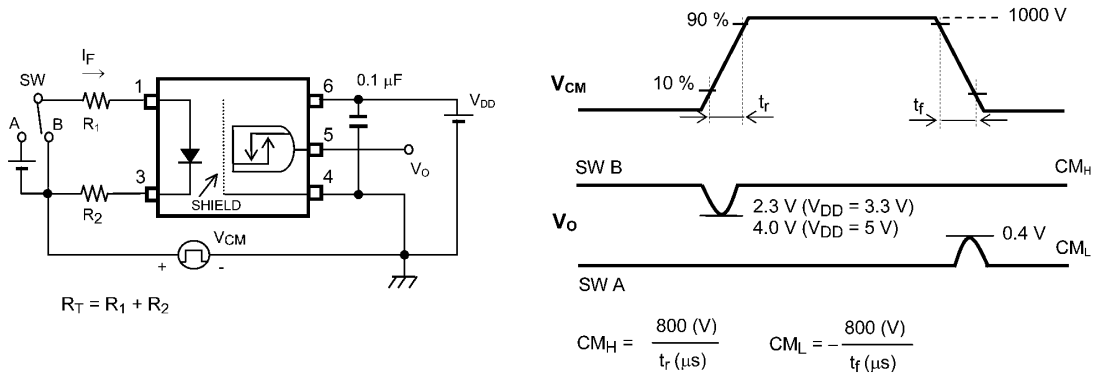 I_F
SW
A
B
R_1
R_2
1
3
6
5
4
SHIELD
0.1 μF
V_DD
V_O
V_CM
+ -
R_T = R_1 + R_2
90 %
10 %
1000 V
V_CM
t_r
t_f
SW B
CM_H
2.3 V (V_DD = 3.3 V)
4.0 V (V_DD = 5 V)
V_O
0.4 V
CM_L
SW A
CM_H = 800 (V) / t_r (μs)
CM_L = - 800 (V) / t_f (μs)